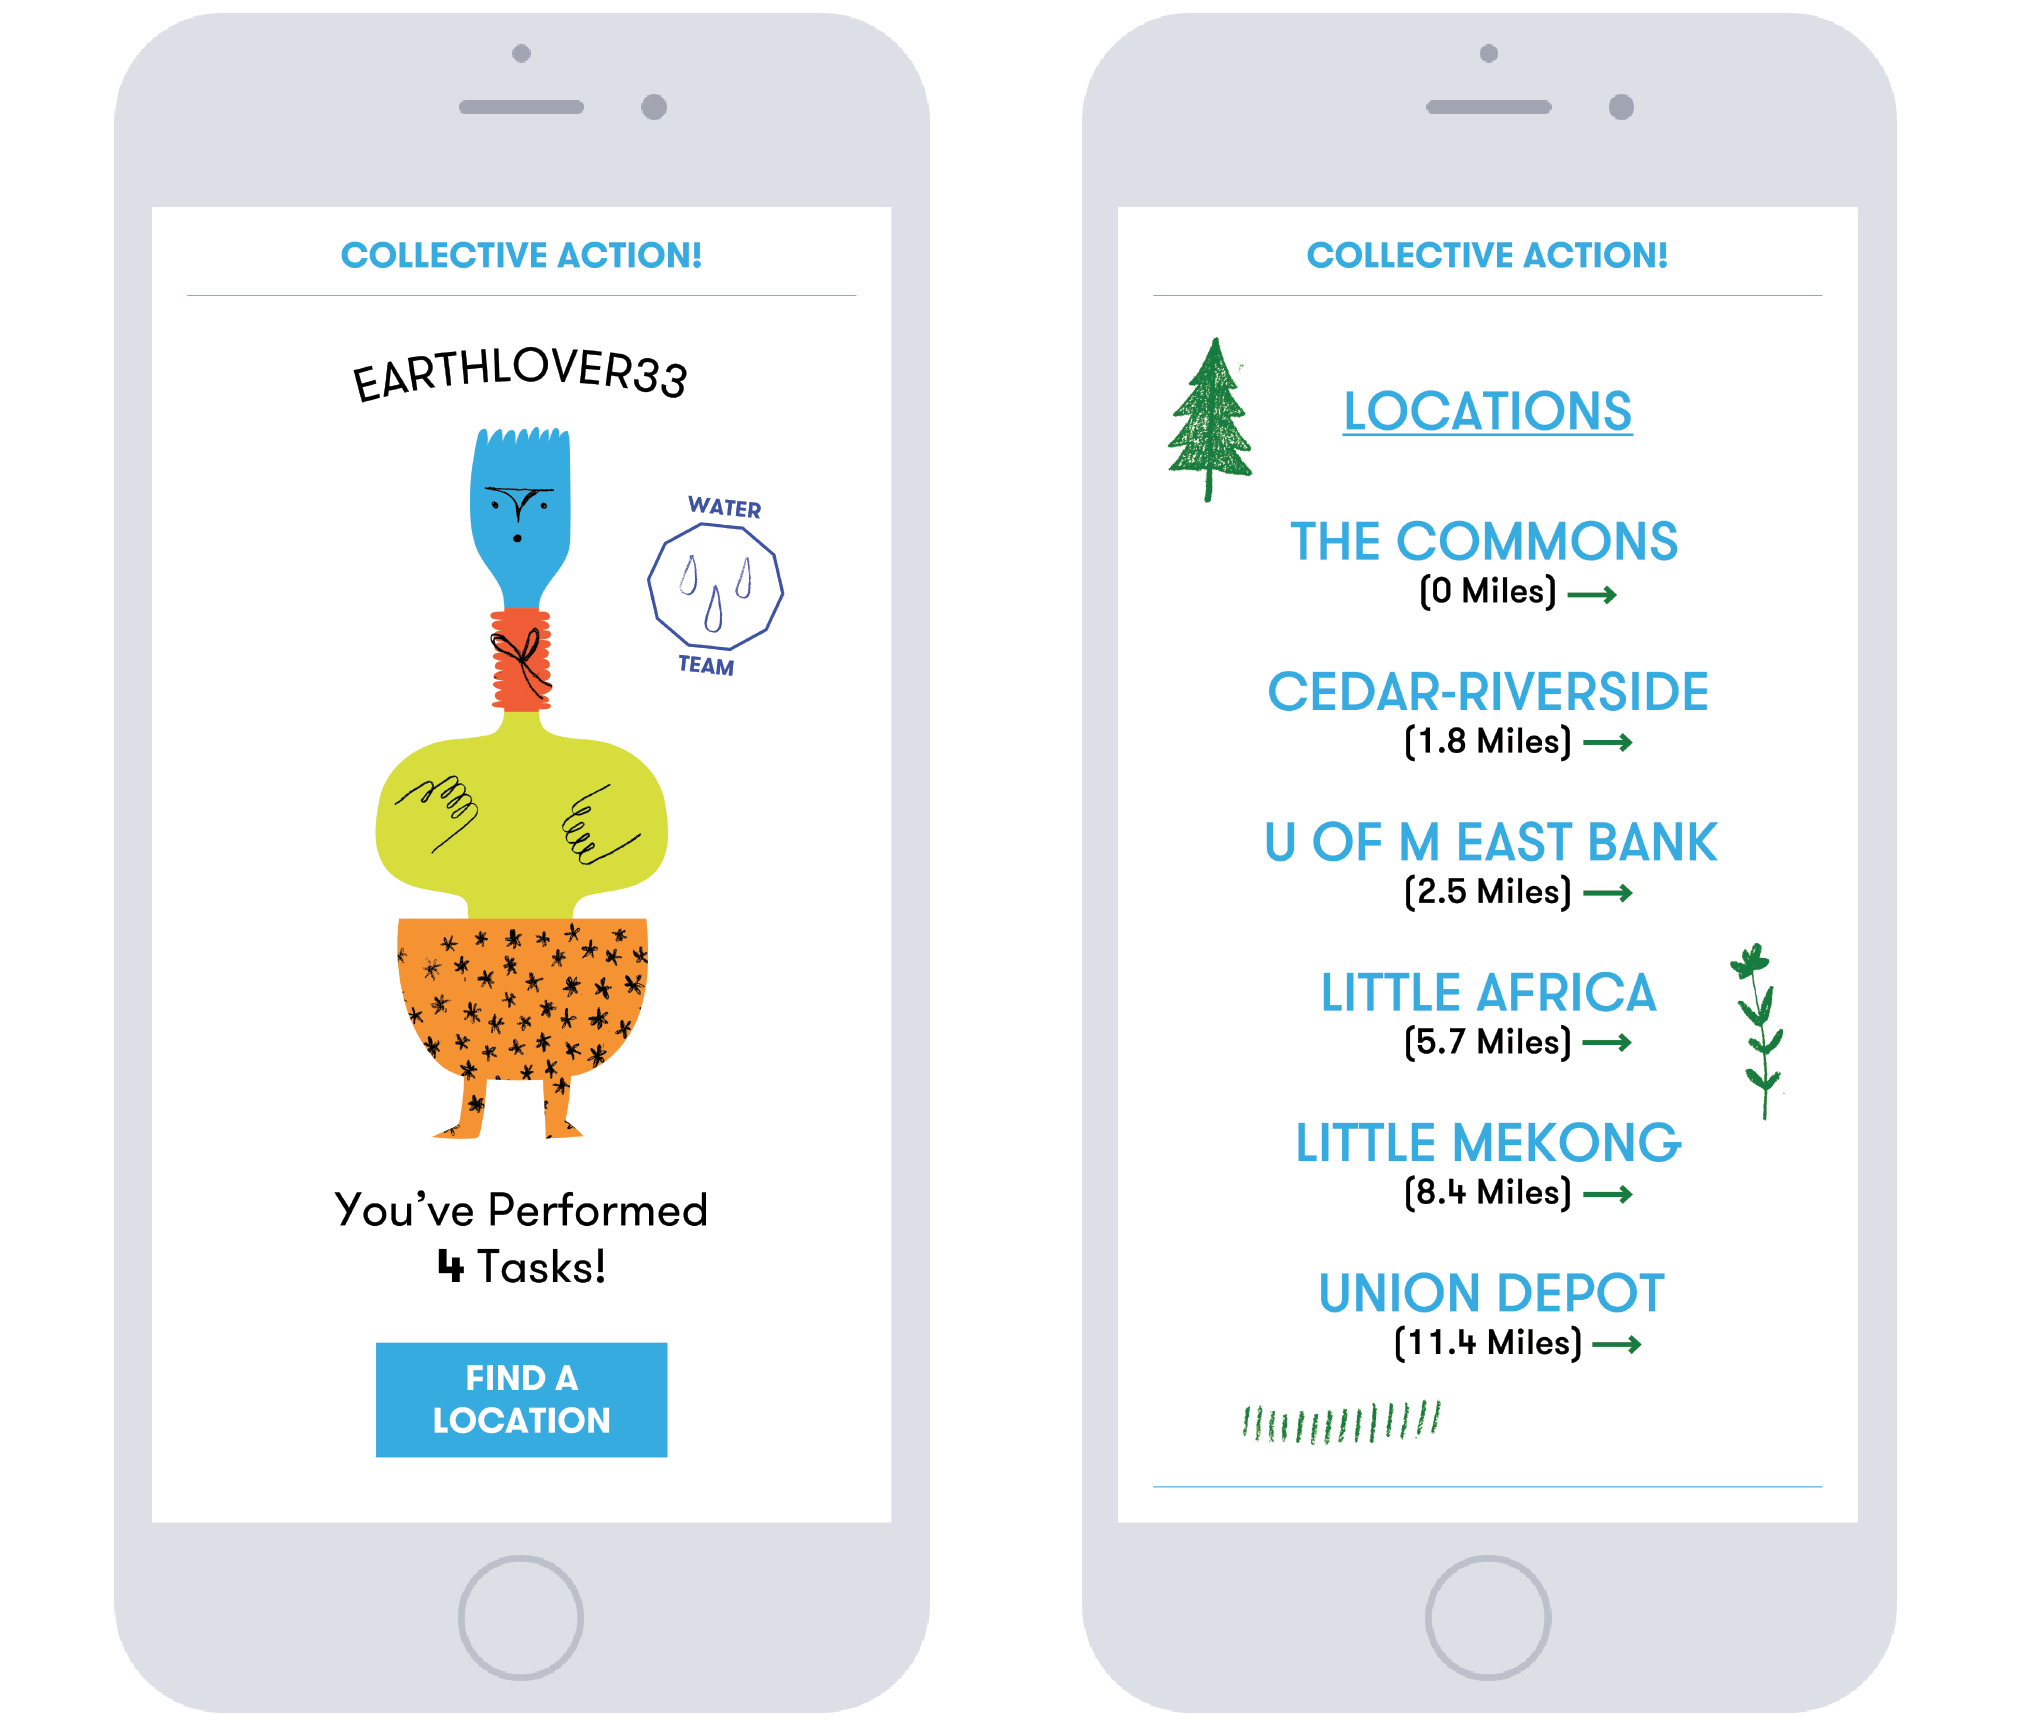 COLLECTIVE ACTION!
EARTHLOVER33
WATER
TEAM
You’ve Performed
4 Tasks!
FIND A
LOCATION
COLLECTIVE ACTION!
LOCATIONS
THE COMMONS
(0 Miles) →
CEDAR-RIVERSIDE
(1.8 Miles) →
U OF M EAST BANK
(2.5 Miles) →
LITTLE AFRICA
(5.7 Miles) →
LITTLE MEKONG
(8.4 Miles) →
UNION DEPOT
(11.4 Miles) →